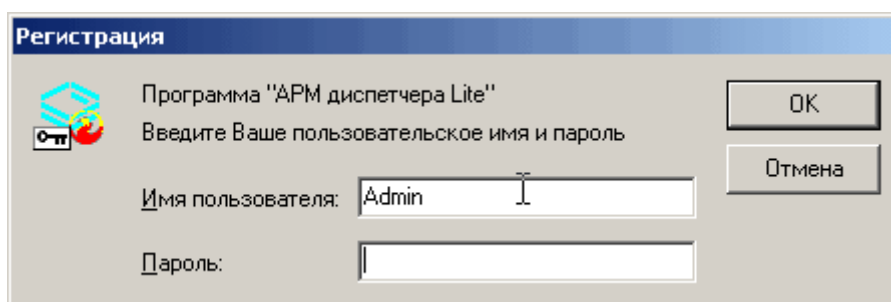 Регистрация
Программа "АРМ диспетчера Lite"
Введите Ваше пользовательское имя и пароль
Имя пользователя: Admin
Пароль:
OK
Отмена